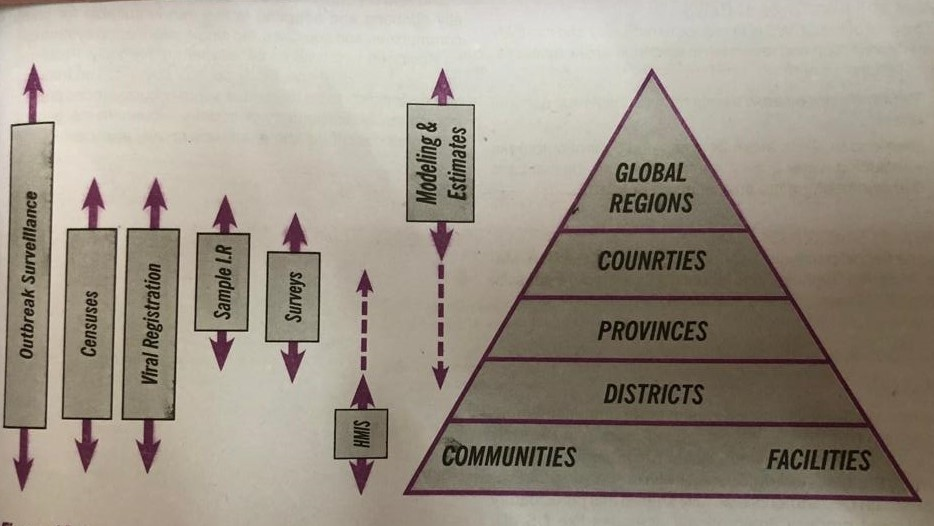 Outbreak Surveillance
Censuses
Viral Registration
Sample I.R
Surveys
HMIS
Modeling &
Estimates
GLOBAL
REGIONS
COUNRTIES
PROVINCES
DISTRICTS
COMMUNITIES FACILITIES